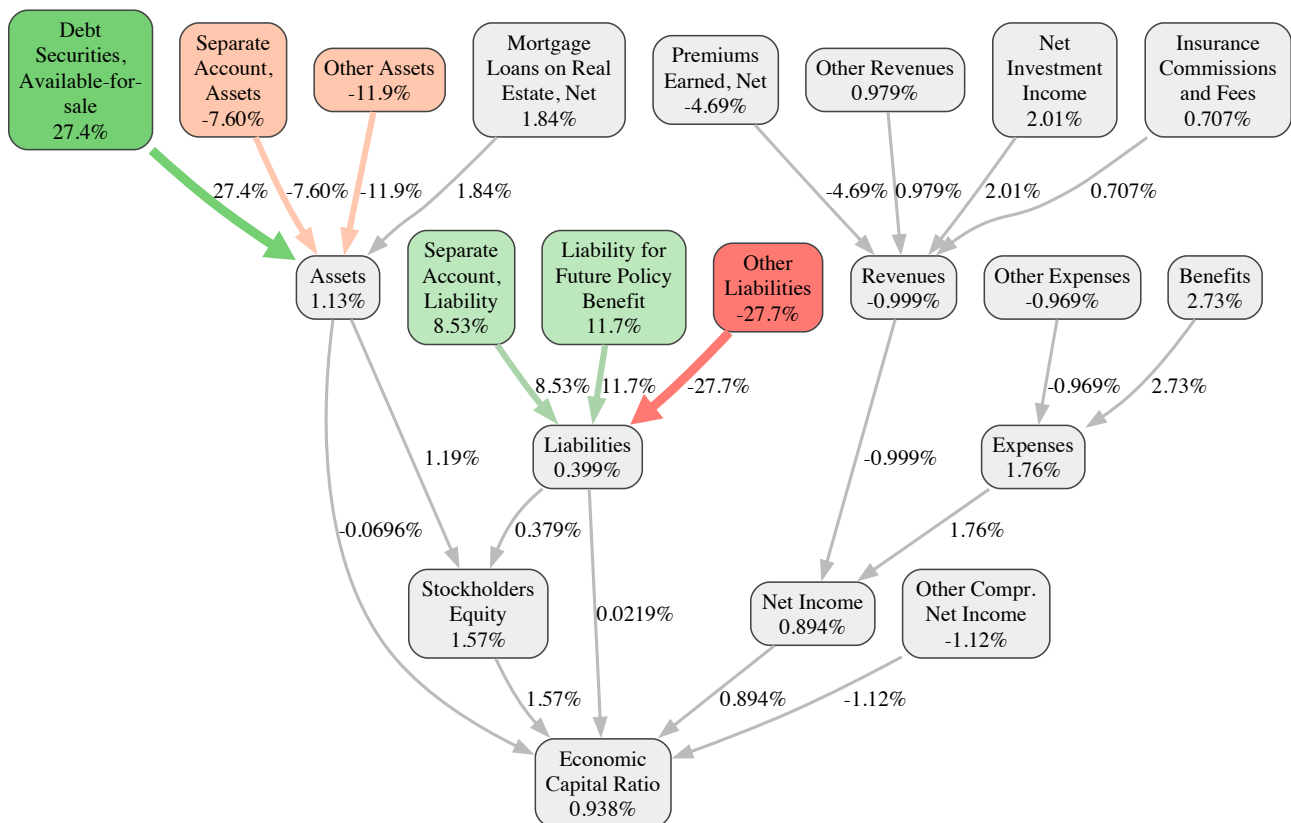 Debt
Securities,
Available-for-
sale
27.4%
Separate
Account,
Assets
-7.60%
Other Assets
-11.9%
Mortgage
Loans on Real
Estate, Net
1.84%
Premiums
Earned, Net
-4.69%
Other Revenues
0.979%
Net
Investment
Income
2.01%
Insurance
Commissions
and Fees
0.707%
27.4%
-7.60%
-11.9%
1.84%
-4.69%
0.979%
2.01%
0.707%
Assets
1.13%
Separate
Account,
Liability
8.53%
Liability for
Future Policy
Benefit
11.7%
Other
Liabilities
-27.7%
Revenues
-0.999%
Other Expenses
-0.969%
Benefits
2.73%
8.53%
11.7%
-27.7%
-0.969%
2.73%
1.19%
Liabilities
0.399%
-0.999%
Expenses
1.76%
-0.0696%
0.379%
1.76%
Stockholders
Equity
1.57%
0.0219%
Net Income
0.894%
Other Compr.
Net Income
-1.12%
1.57%
0.894%
-1.12%
Economic
Capital Ratio
0.938%